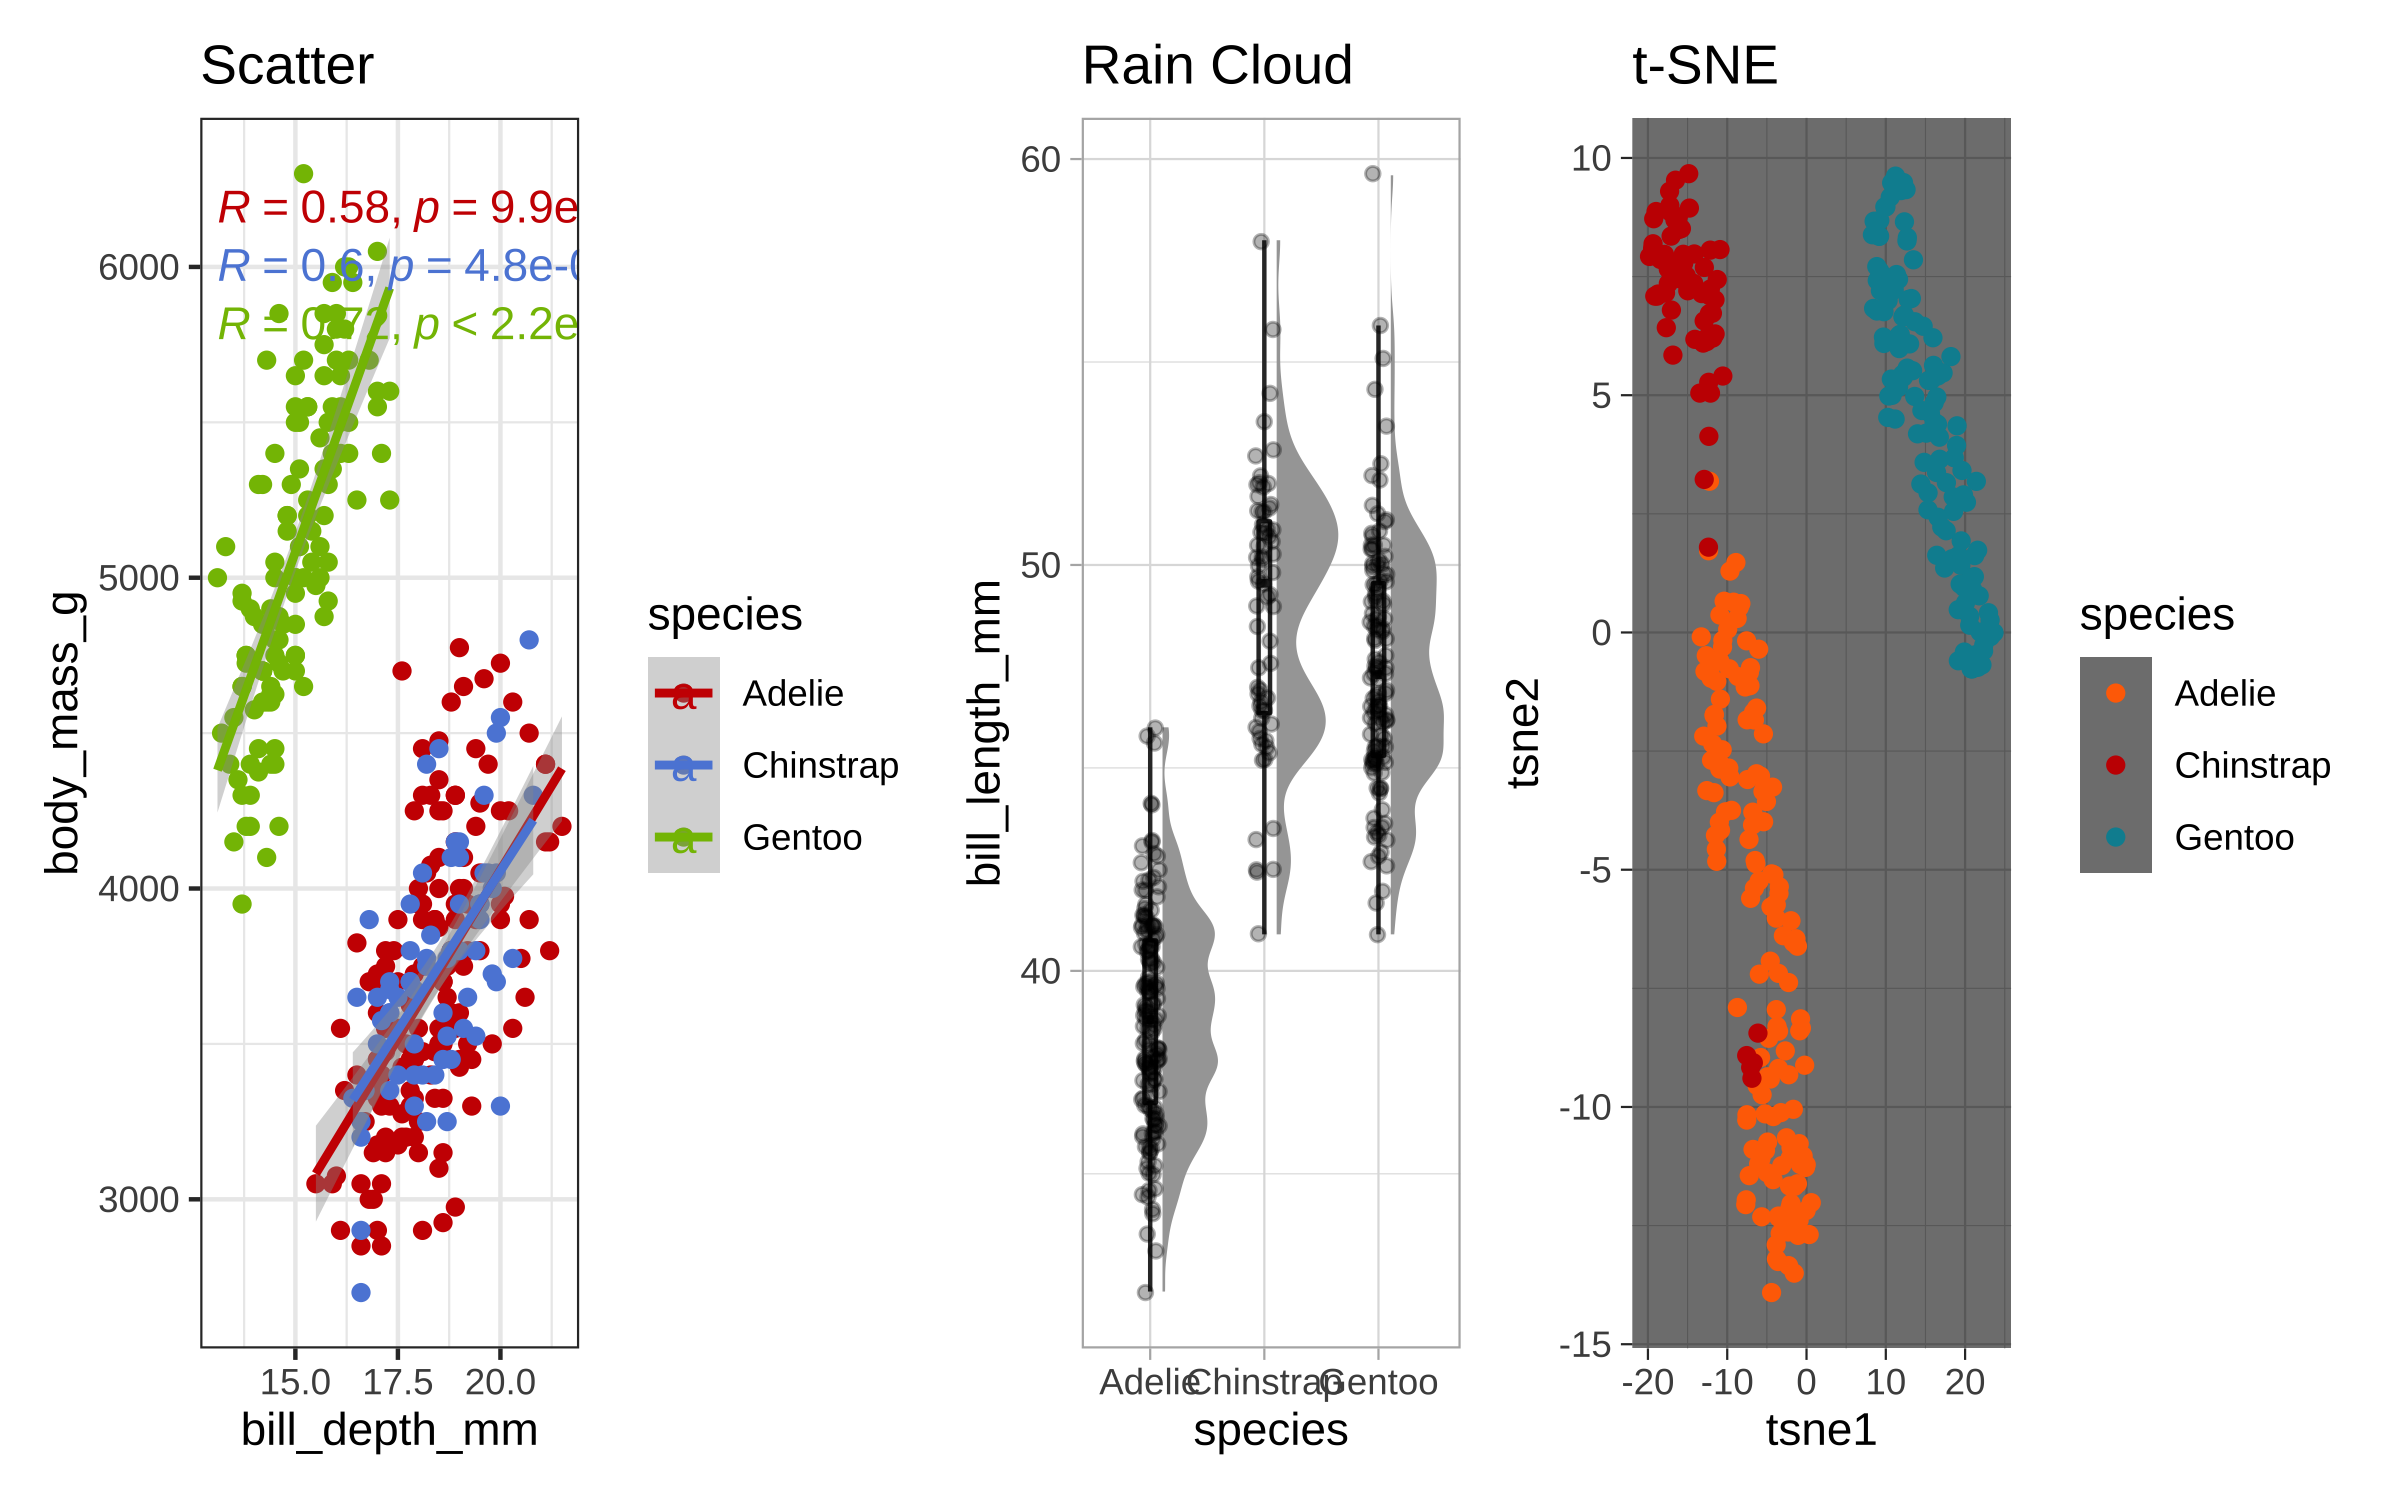 Scatter
R = 0.58, p = 9.9e
R = 0.6, p = 4.8e-0
R = 0.72, p < 2.2e
6000
5000
4000
3000
body_mass_g
15.0 17.5 20.0
bill_depth_mm
species
a Adelie
a Chinstrap
a Gentoo
Rain Cloud
60
50
40
bill_length_mm
Adelie Chinstrap Gentoo
species
t-SNE
10
5
0
-5
-10
-15
tsne2
-20 -10 0 10 20
tsne1
species
Adelie
Chinstrap
Gentoo